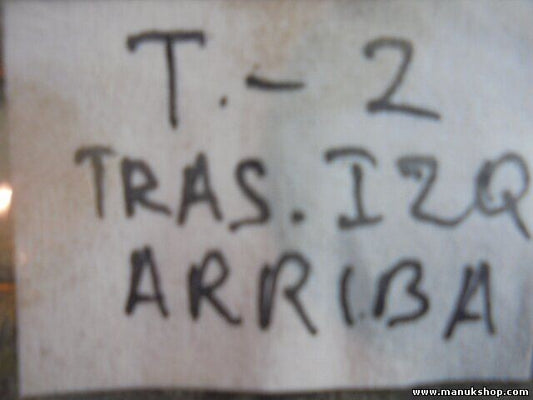 T.- 2
TRAS. IZQ
ARRIBA
www.manukshop.com